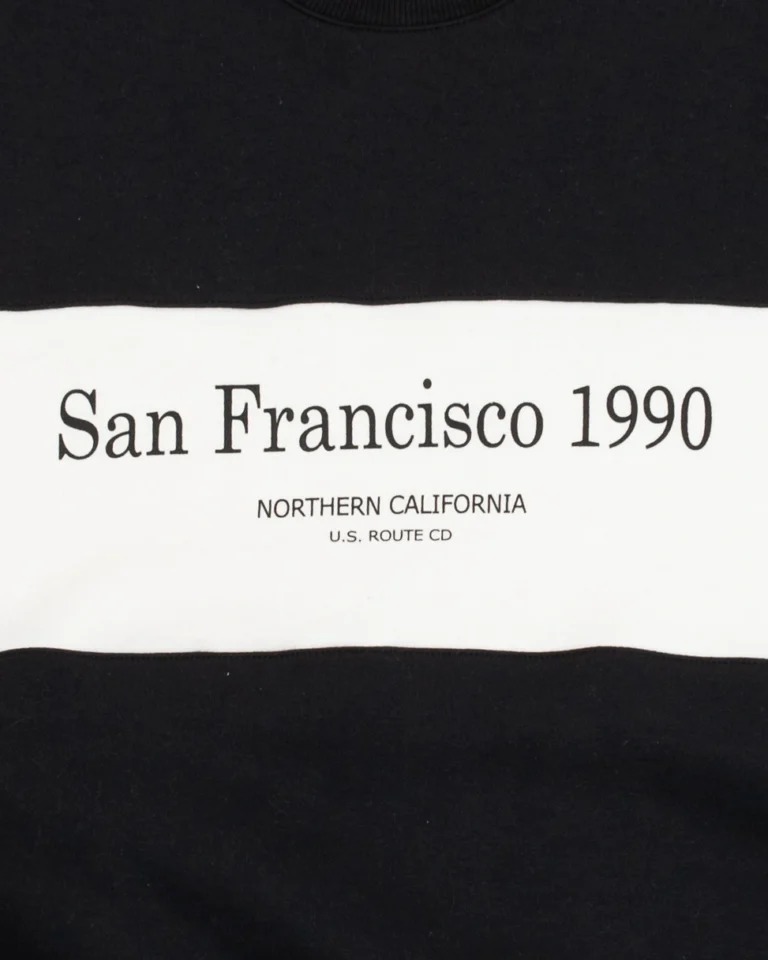 San Francisco 1990
NORTHERN CALIFORNIA
U.S. ROUTE CD